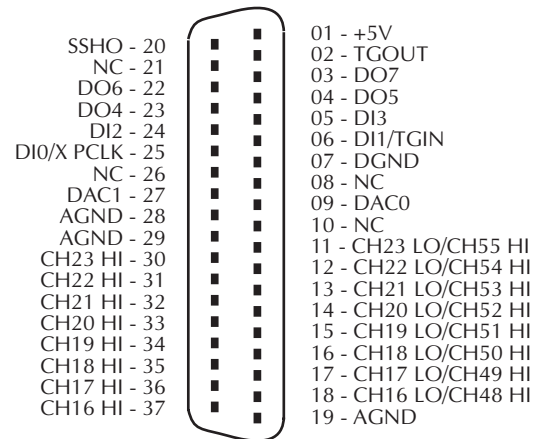 SSHO - 20
NC - 21
DO6 - 22
DO4 - 23
DI2 - 24
DI0/X PCLK - 25
NC - 26
DAC1 - 27
AGND - 28
AGND - 29
CH23 HI - 30
CH22 HI - 31
CH21 HI - 32
CH20 HI - 33
CH19 HI - 34
CH18 HI - 35
CH17 HI - 36
CH16 HI - 37
01 - +5V
02 - TGOUT
03 - DO7
04 - DO5
05 - DI3
06 - DI1/TGIN
07 - DGND
08 - NC
09 - DAC0
10 - NC
11 - CH23 LO/CH55 HI
12 - CH22 LO/CH54 HI
13 - CH21 LO/CH53 HI
14 - CH20 LO/CH52 HI
15 - CH19 LO/CH51 HI
16 - CH18 LO/CH50 HI
17 - CH17 LO/CH49 HI
18 - CH16 LO/CH48 HI
19 - AGND